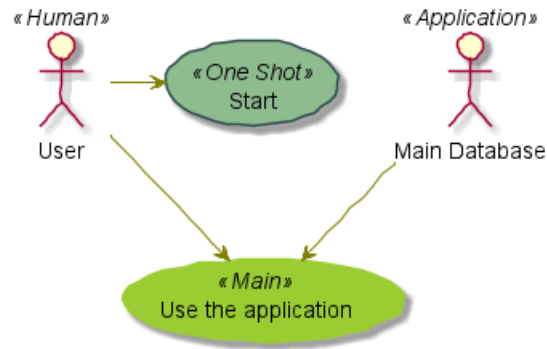 «Human»
User
«One Shot»
Start
«Application»
Main Database
«Main»
Use the application